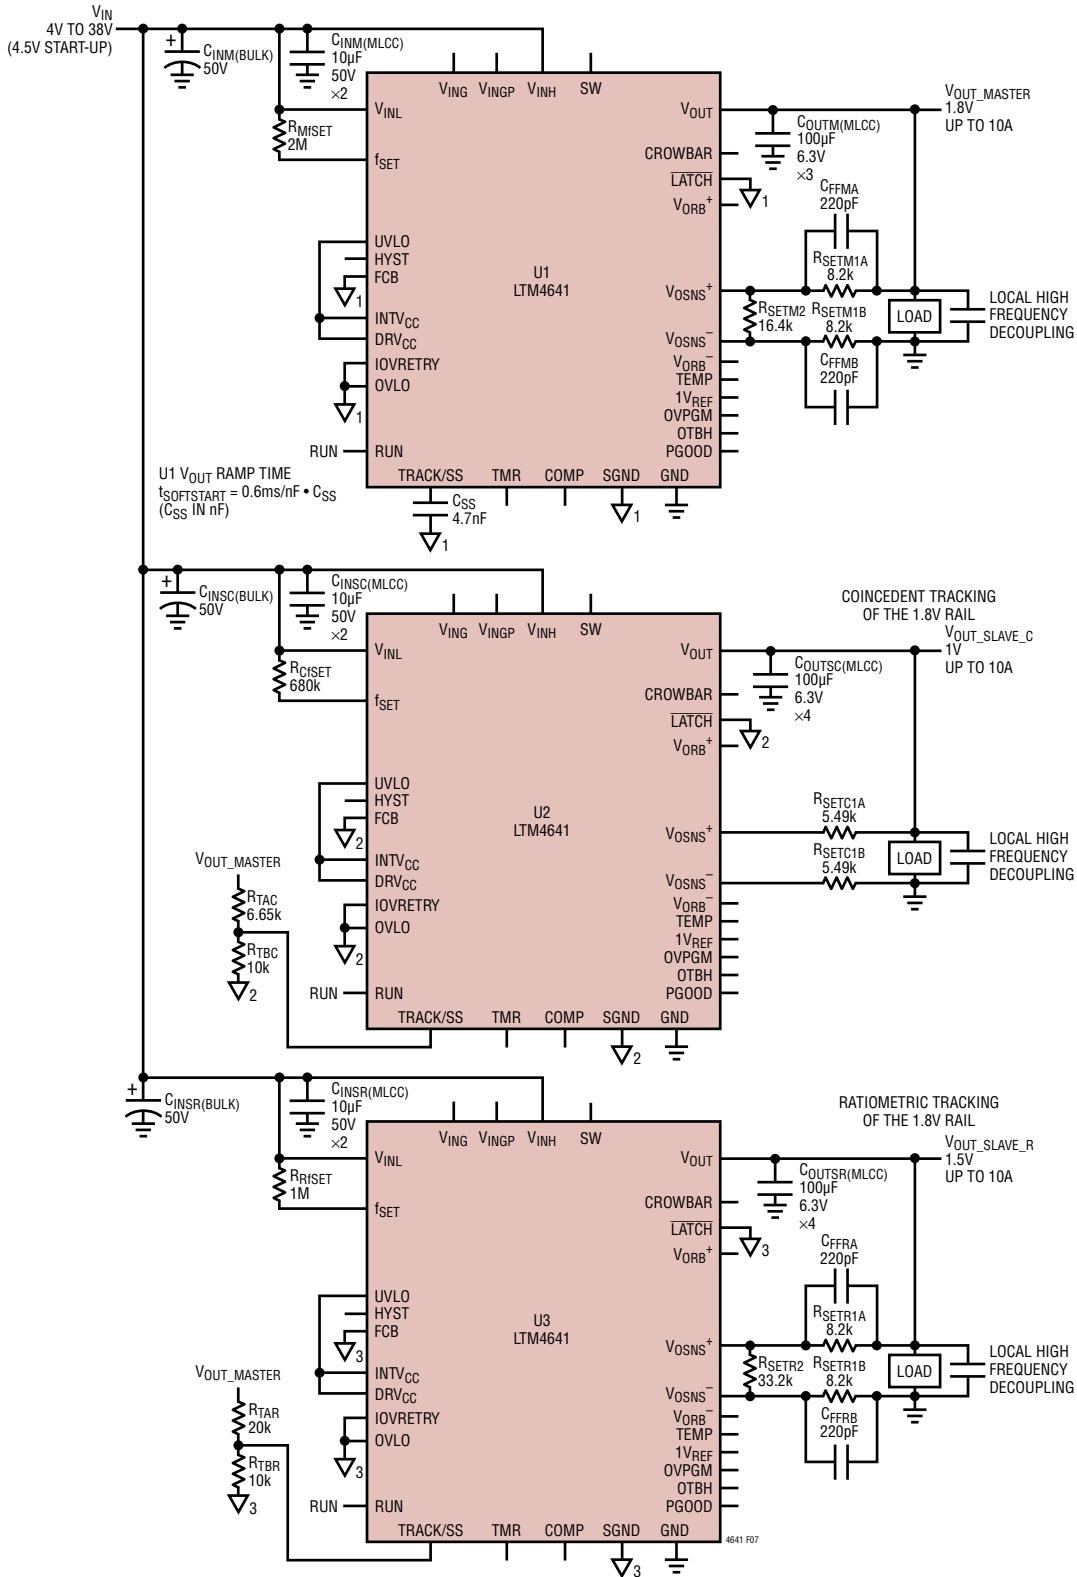 VIN
4V TO 38V
(4.5V START-UP)
CINM(BULK)
50V
CINM(MLCC)
10µF
50V
×2
VING
VINGP
VINH
SW
VINL
RMfSET
2M
fSET
VOUT
VOUT_MASTER
1.8V
UP TO 10A
COUTM(MLCC)
100µF
6.3V
×3
CROWBAR
LATCH
1
VORB+
CFFMA
220pF
UVLO
HYST
FCB
1
U1
LTM4641
VOSNS+
RSETM1A
8.2k
RSETM2
16.4k
RSETM1B
8.2k
LOAD
LOCAL HIGH
FREQUENCY
DECOUPLING
INTVCC
DRVCC
VOSNS–
CFFMB
220pF
VORB–
IOVRETRY
OVLO
1
TEMP
1VREF
OVPGM
OTBH
PGOOD
RUN
RUN
U1 VOUT RAMP TIME
tSOFTSTART = 0.6ms/nF • CSS
(CSS IN nF)
TRACK/SS
TMR
COMP
SGND
GND
CSS
4.7nF
1
1
CINSC(BULK)
50V
CINSC(MLCC)
10µF
50V
×2
COINCEDENT TRACKING
OF THE 1.8V RAIL
VING
VINGP
VINH
SW
VINL
RCfSET
680k
fSET
VOUT
VOUT_SLAVE_C
1V
UP TO 10A
COUTSC(MLCC)
100µF
6.3V
×4
CROWBAR
LATCH
2
VORB+
UVLO
HYST
FCB
2
U2
LTM4641
VOSNS+
RSETC1A
5.49k
RSETC1B
5.49k
LOAD
LOCAL HIGH
FREQUENCY
DECOUPLING
INTVCC
DRVCC
VOSNS–
VORB–
VOUT_MASTER
RTAC
6.65k
RTBC
10k
2
IOVRETRY
OVLO
2
TEMP
1VREF
OVPGM
OTBH
PGOOD
RUN
RUN
TRACK/SS
TMR
COMP
SGND
GND
2
CINSR(BULK)
50V
CINSR(MLCC)
10µF
50V
×2
RATIOMETRIC TRACKING
OF THE 1.8V RAIL
VING
VINGP
VINH
SW
VINL
RRfSET
1M
fSET
VOUT
VOUT_SLAVE_R
1.5V
UP TO 10A
COUTSR(MLCC)
100µF
6.3V
×4
CROWBAR
LATCH
3
VORB+
CFFRA
220pF
UVLO
HYST
FCB
3
U3
LTM4641
VOSNS+
RSETR1A
8.2k
RSETR2
33.2k
RSETR1B
8.2k
LOAD
LOCAL HIGH
FREQUENCY
DECOUPLING
INTVCC
DRVCC
VOSNS–
CFFRB
220pF
VORB–
VOUT_MASTER
RTAR
20k
RTBR
10k
3
IOVRETRY
OVLO
3
TEMP
1VREF
OVPGM
OTBH
PGOOD
RUN
RUN
TRACK/SS
TMR
COMP
SGND
GND
3
4641 F07